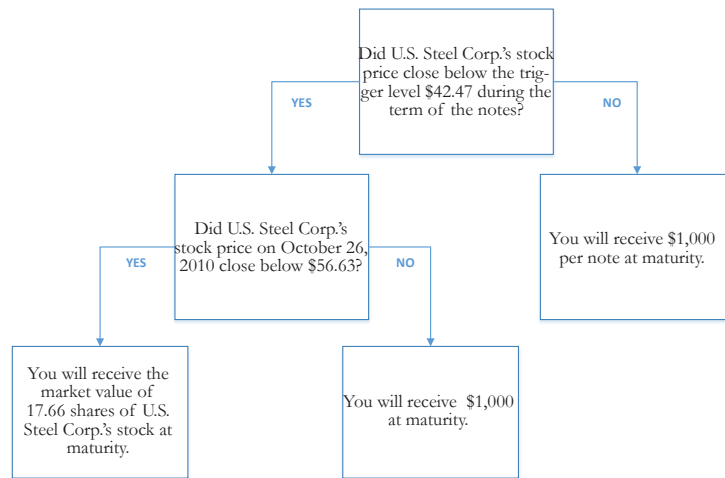 Did U.S. Steel Corp.'s stock
price close below the trig-
ger level $42.47 during the
term of the notes?
YES
NO
Did U.S. Steel Corp.'s
stock price on October 26,
2010 close below $56.63?
You will receive $1,000
per note at maturity.
YES
NO
You will receive the
market value of
17.66 shares of U.S.
Steel Corp.'s stock at
maturity.
You will receive $1,000
at maturity.